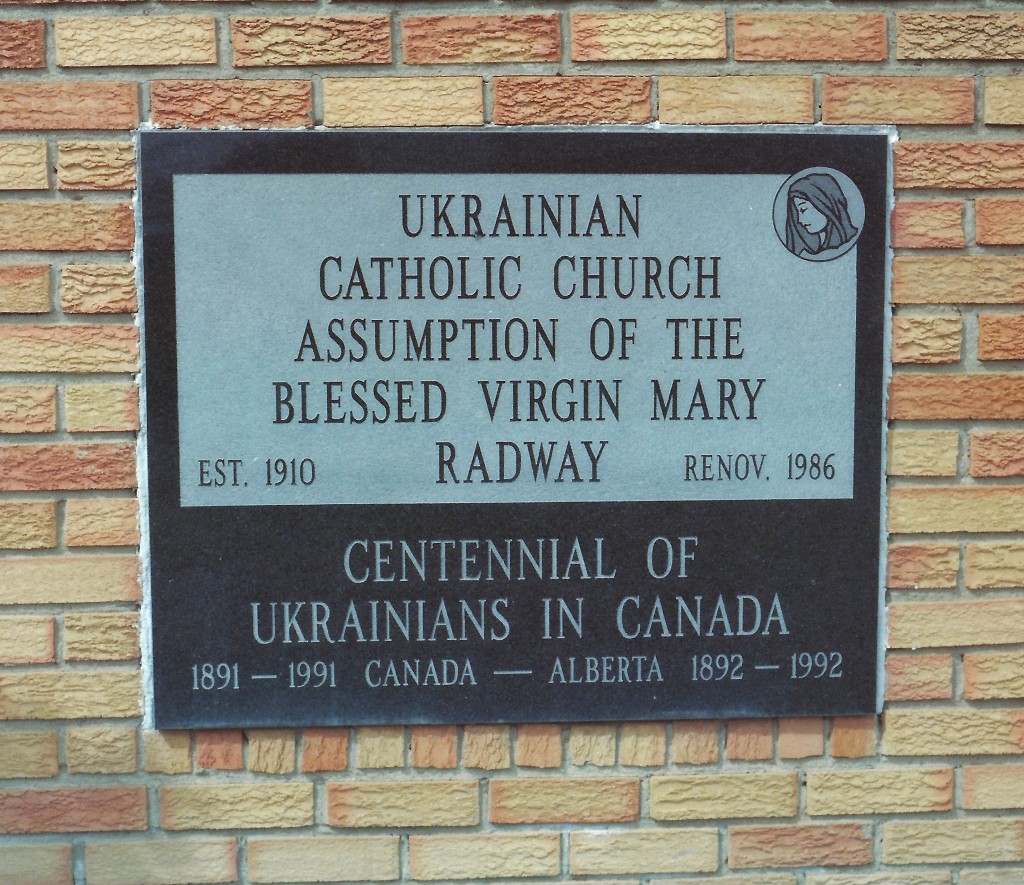 UKRAINIAN
CATHOLIC CHURCH
ASSUMPTION OF THE
BLESSED VIRGIN MARY
EST. 1910 RADWAY RENOV. 1986
CENTENNIAL OF
UKRAINIANS IN CANADA
1891 — 1991 CANADA — ALBERTA 1892 — 1992